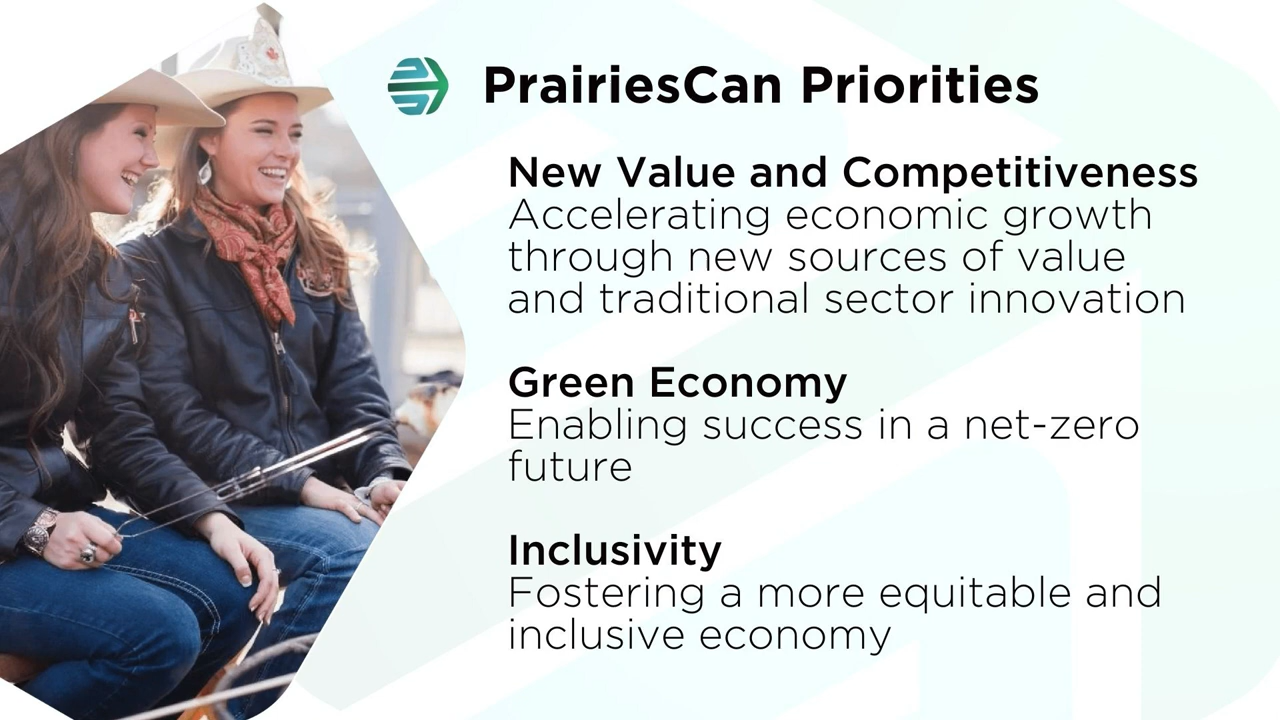 PrairiesCan Priorities
New Value and Competitiveness
Accelerating economic growth
through new sources of value
and traditional sector innovation
Green Economy
Enabling success in a net-zero
future
Inclusivity
Fostering a more equitable and
inclusive economy